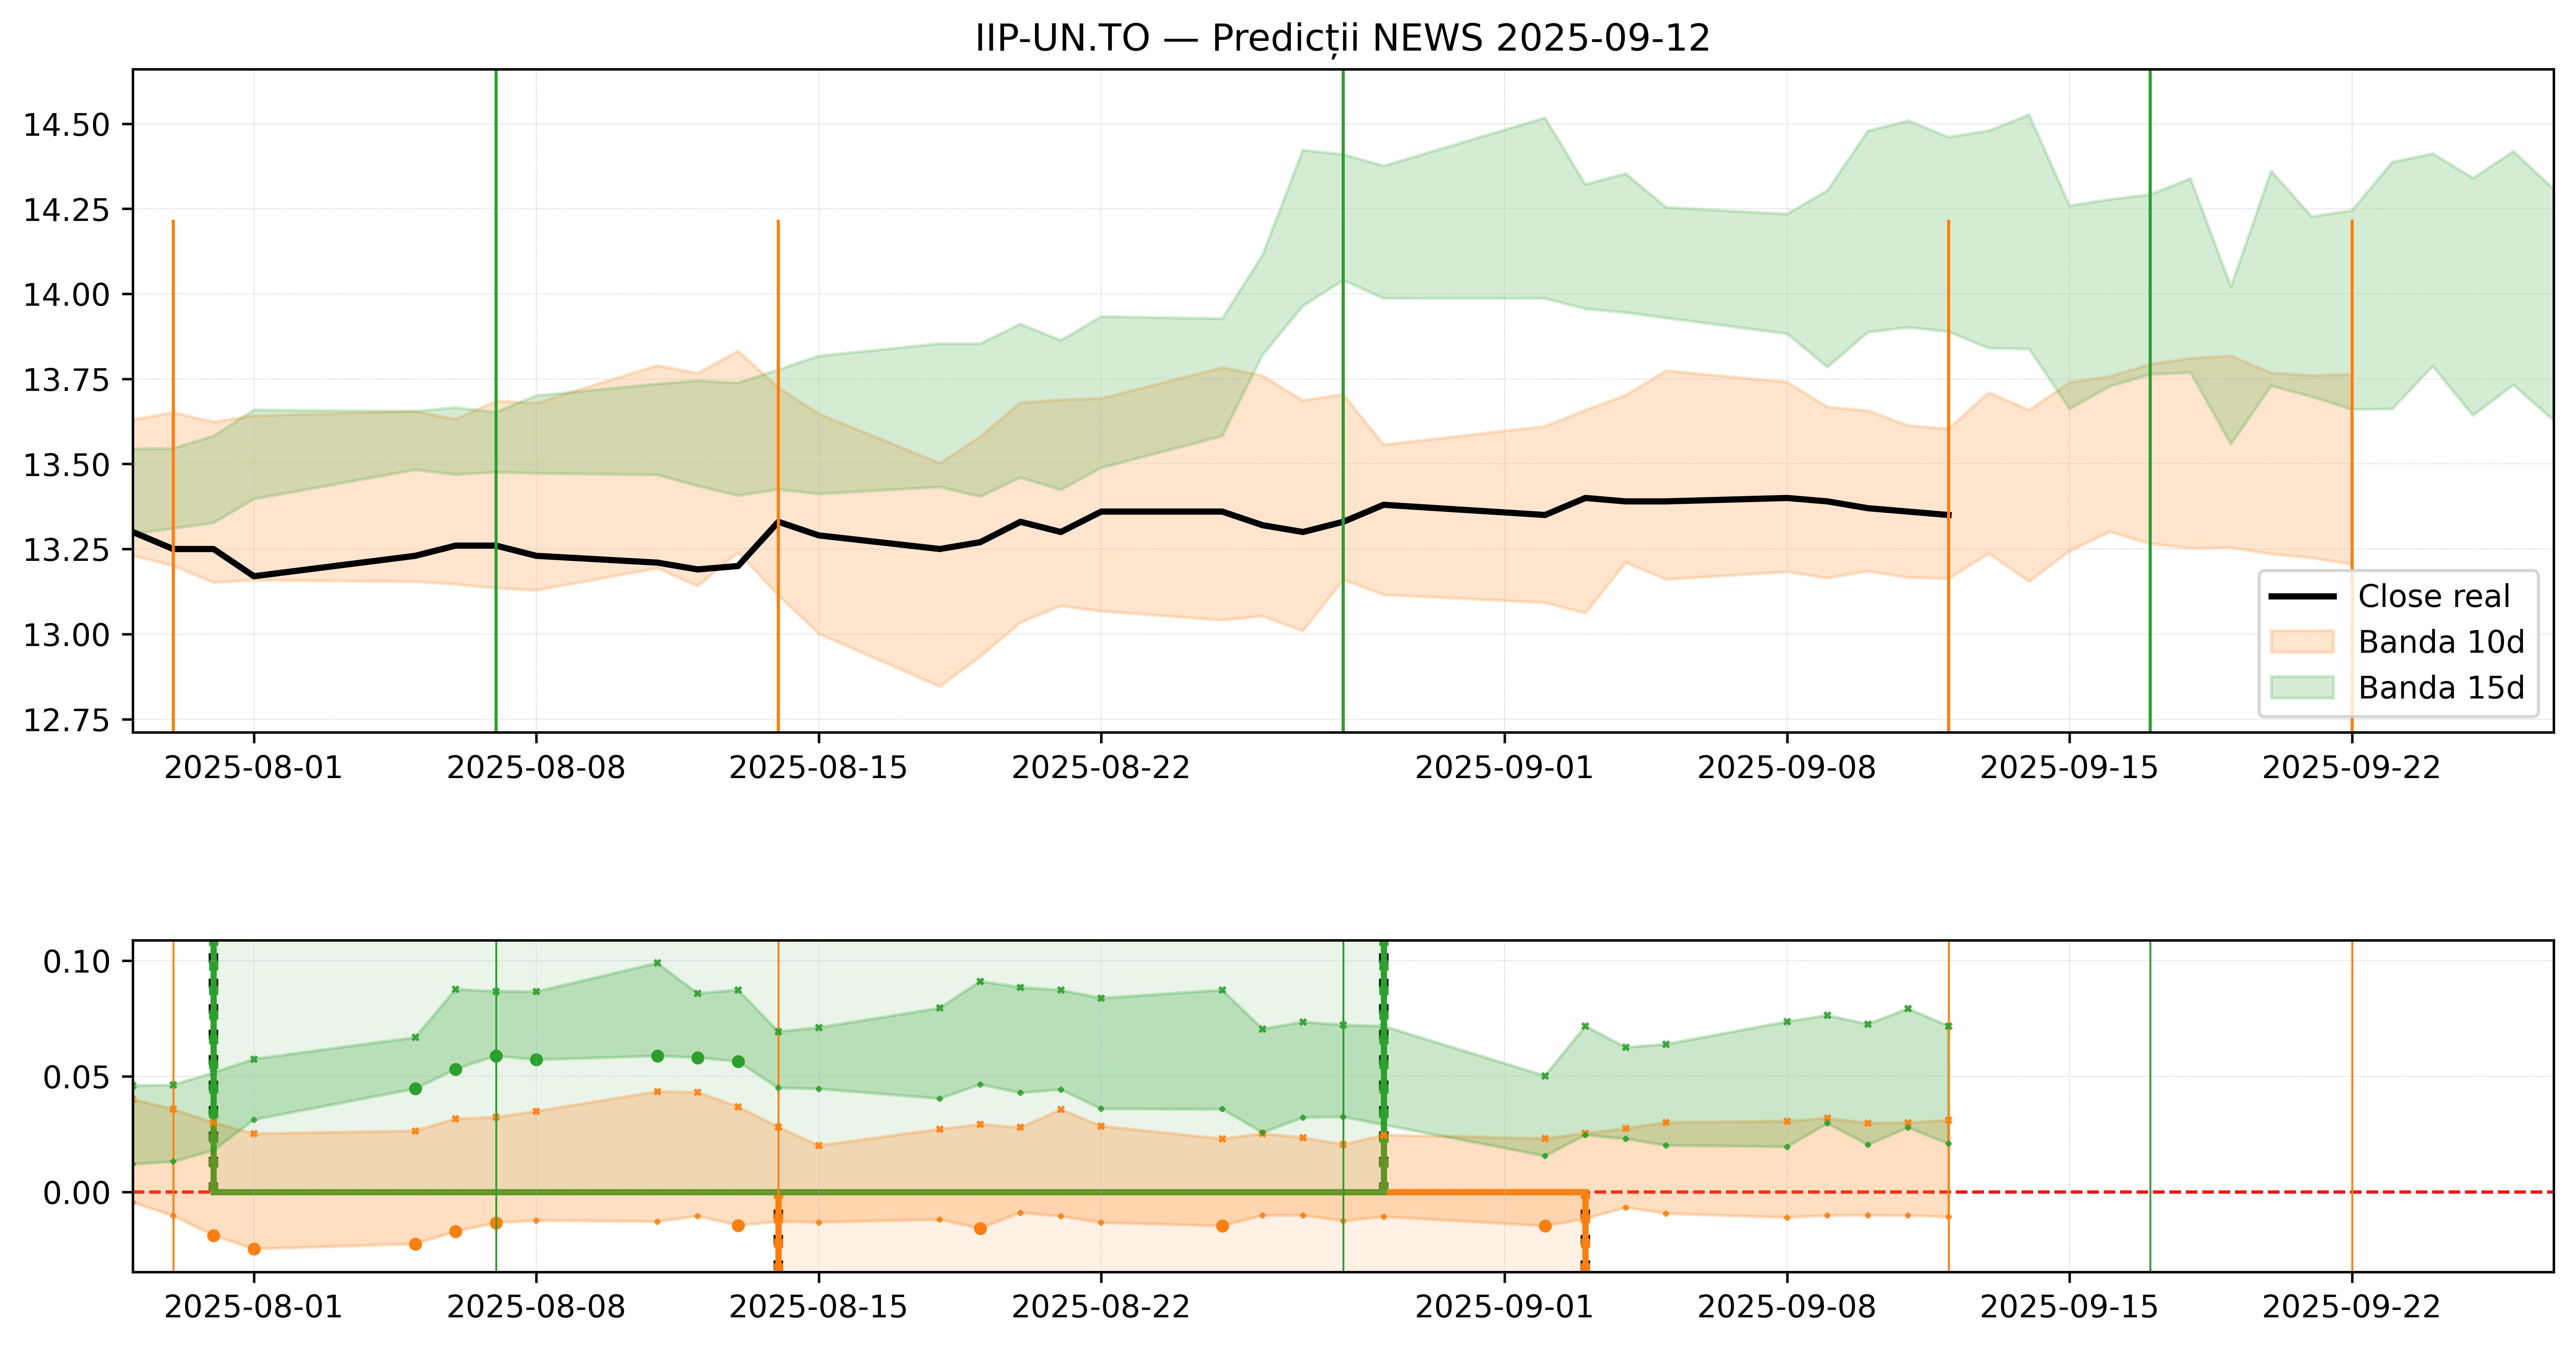 IIP-UN.TO — Predicții NEWS 2025-09-12
14.50
14.25
14.00
13.75
13.50
13.25
13.00
12.75
Close real
Banda 10d
Banda 15d
2025-08-01 2025-08-08 2025-08-15 2025-08-22 2025-09-01 2025-09-08 2025-09-15 2025-09-22
0.10
0.05
0.00
2025-08-01 2025-08-08 2025-08-15 2025-08-22 2025-09-01 2025-09-08 2025-09-15 2025-09-22